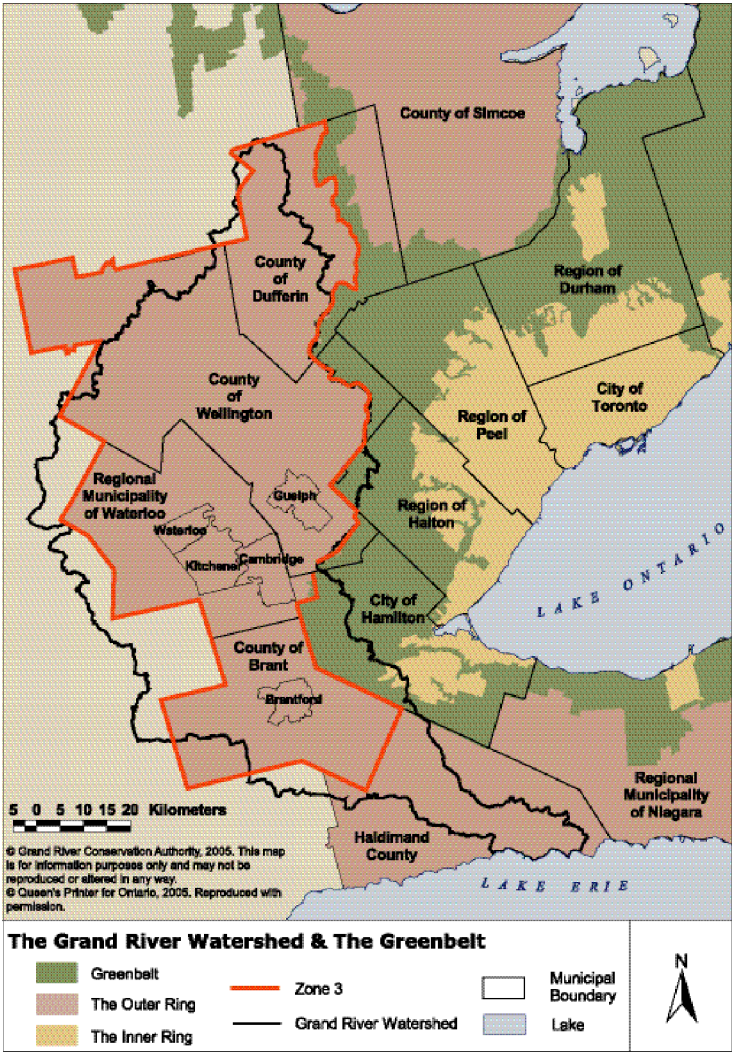 County of Simcoe
County
of
Dufferin
Region of
Durham
County
of
Wellington
City of
Toronto
Region of
Peel
Regional
Municipality
of Waterloo
Guelph
Region of
Halton
Waterloo
Kitchener
Cambridge
LAKE ONTARIO
City of
Hamilton
County of
Brant
Brantford
Regional
Municipality
of Niagara
5 0 5 10 15 20 Kilometers
Haldimand
County
© Grand River Conservation Authority, 2005. This map
is for information purposes only and may not be
reproduced or altered in any way.
© Queen's Printer for Ontario, 2005. Reproduced with
permission.
LAKE ERIE
The Grand River Watershed & The Greenbelt
Greenbelt
The Outer Ring
The Inner Ring
Zone 3
Grand River Watershed
Municipal
Boundary
Lake
N